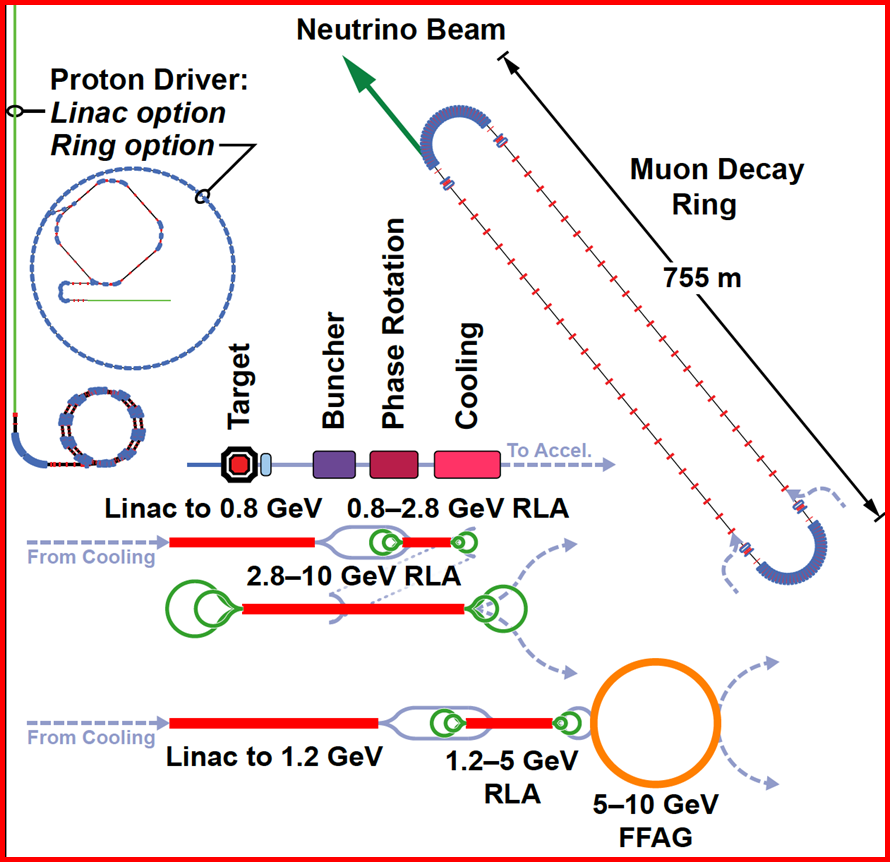 Neutrino Beam
Proton Driver:
Linac option
Ring option
Muon Decay
Ring
755 m
Target
Buncher
Phase Rotation
Cooling
To Accel.
Linac to 0.8 GeV
0.8–2.8 GeV RLA
From Cooling
2.8–10 GeV RLA
From Cooling
Linac to 1.2 GeV
1.2–5 GeV
RLA
5–10 GeV
FFAG